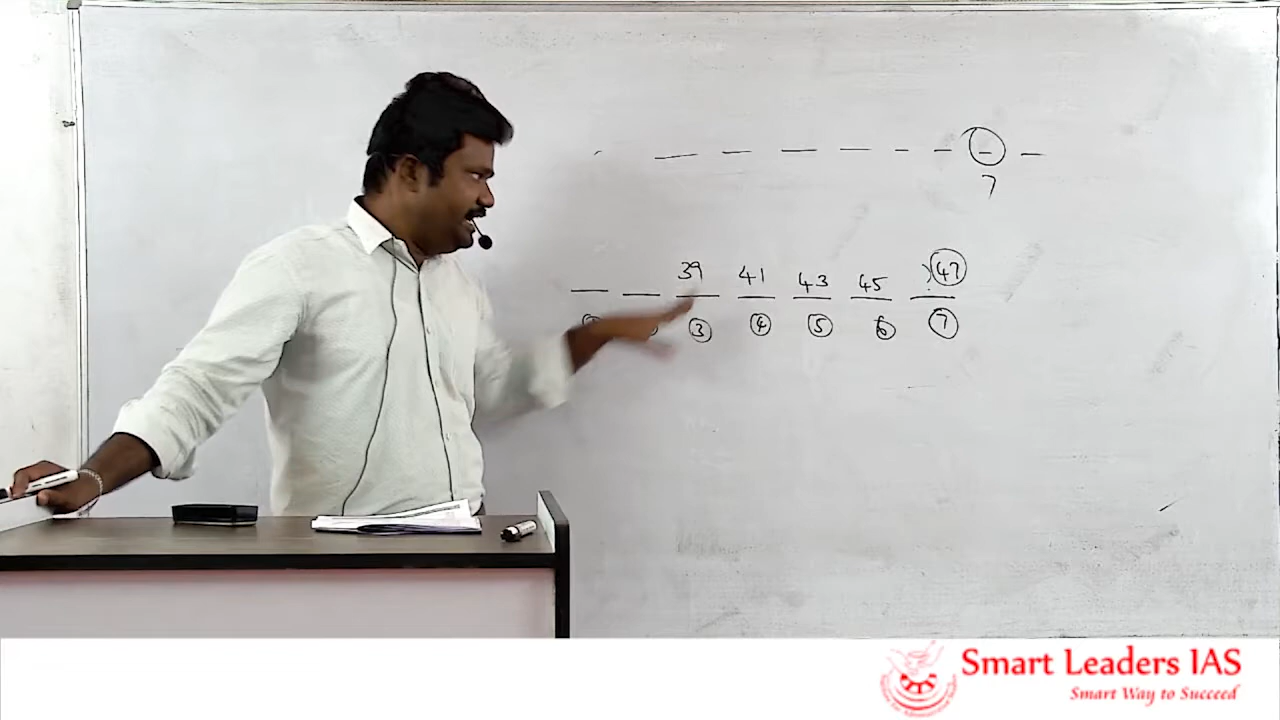 7
39 41 43 45 47
3 4 5 6 7
Smart Leaders IAS
Smart Way to Succeed